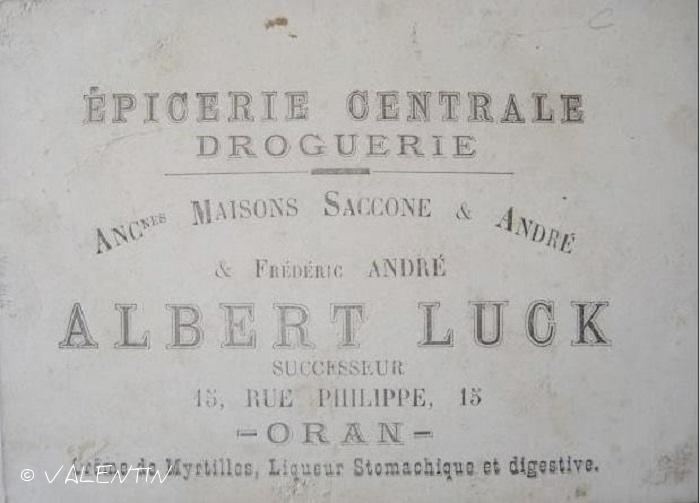 ÉPICERIE CENTRALE
DROGUERIE
ANCNES MAISONS SACCONE & ANDRÉ
& FRÉDÉRIC ANDRÉ
ALBERT LUCK
SUCCESSEUR
15, RUE PHILIPPE, 15
-ORAN-
de Myrtilles, Liqueur Stomachique et digestive.
© VALENTIN